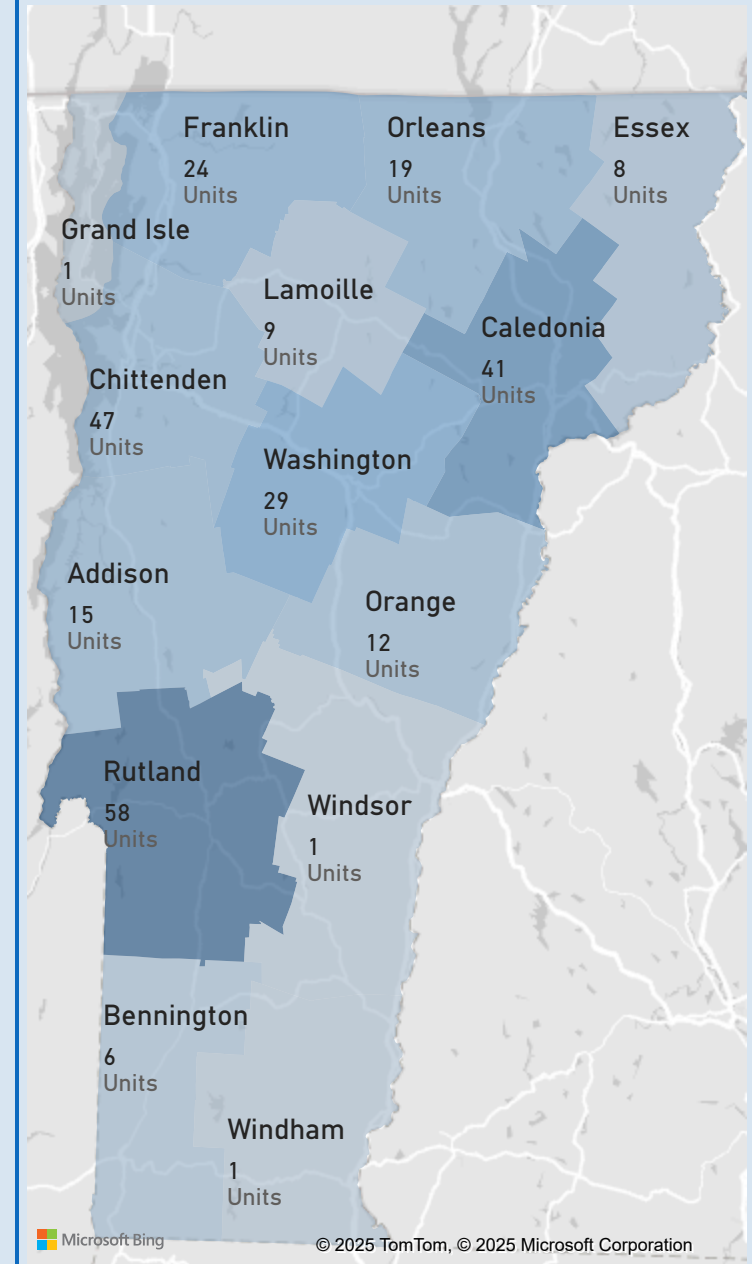 Franklin
24
Units
Orleans
19
Units
Essex
8
Units
Grand Isle
1
Units
Lamoille
9
Units
Caledonia
41
Units
Chittenden
47
Units
Washington
29
Units
Addison
15
Units
Orange
12
Units
Rutland
58
Units
Windsor
1
Units
Bennington
6
Units
Windham
1
Units
Microsoft Bing
© 2025 TomTom, © 2025 Microsoft Corporation